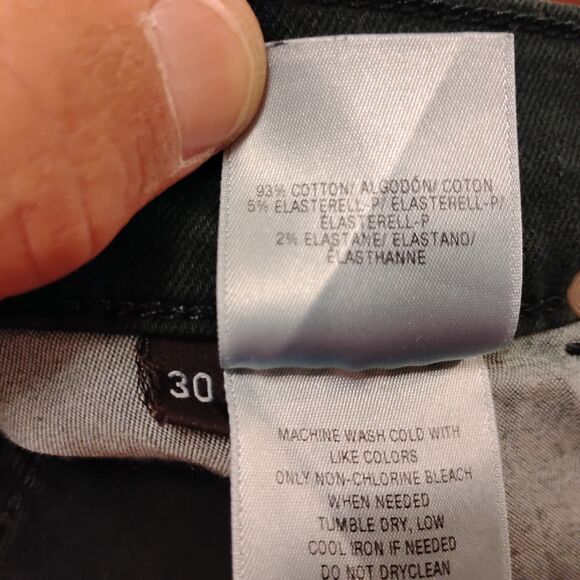 93% COTTON/ ALGODÓN/ COTON
5% ELASTERELL-P/ ELASTERELL-P/
ELASTERELL-P
2% ELASTANE/ ELASTANO/
ELASTHANNE
30
MACHINE WASH COLD WITH
LIKE COLORS
ONLY NON-CHLORINE BLEACH
WHEN NEEDED
TUMBLE DRY, LOW
COOL IRON IF NEEDED
DO NOT DRYCLEAN